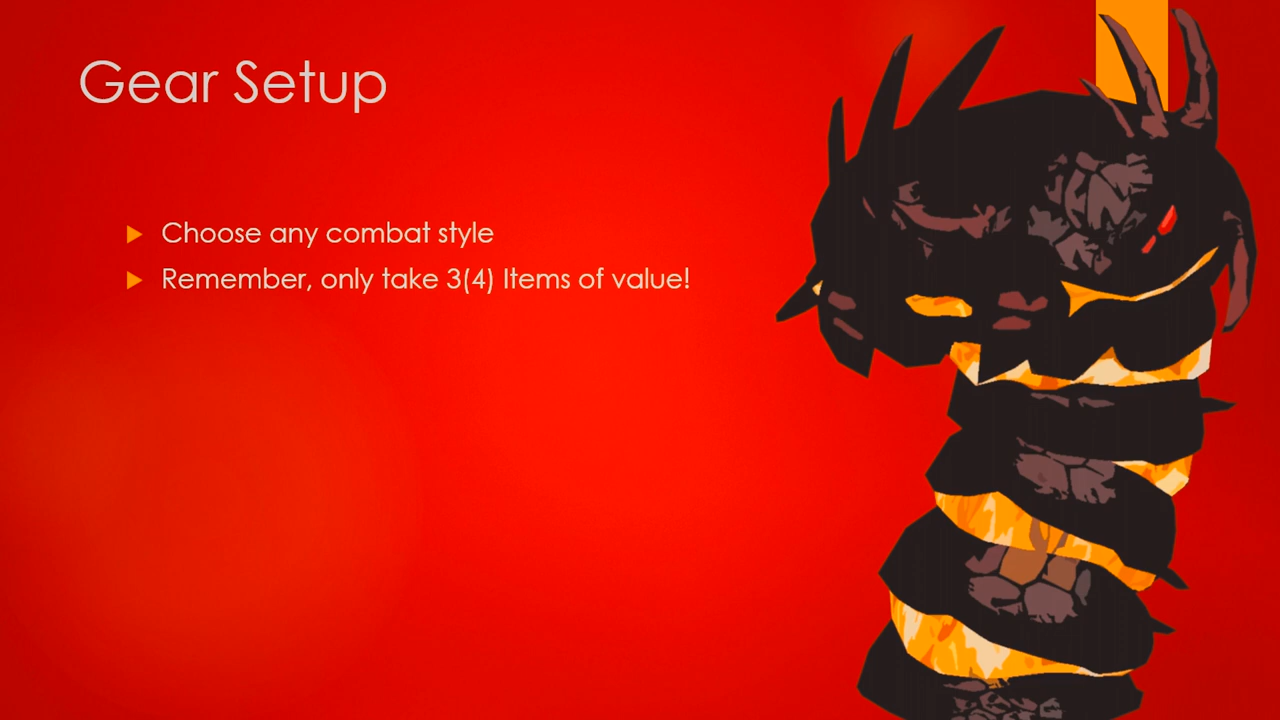 Gear Setup
Choose any combat style
Remember, only take 3(4) Items of value!